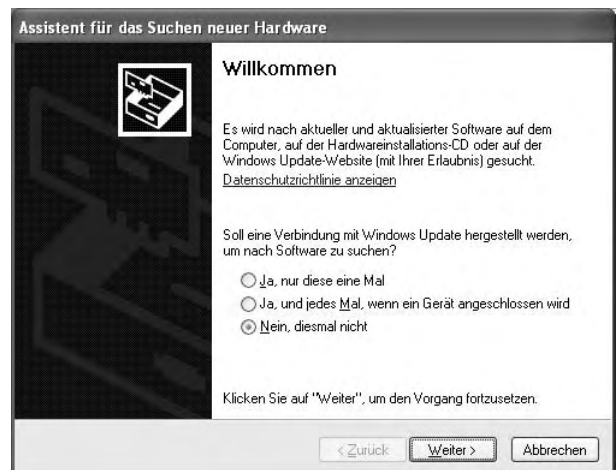 Assistent für das Suchen neuer Hardware
Willkommen
Es wird nach aktueller und aktualisierter Software auf dem
Computer, auf der Hardwareinstallations-CD oder auf der
Windows Update-Website (mit Ihrer Erlaubnis) gesucht.
Datenschutzrichtlinie anzeigen
Soll eine Verbindung mit Windows Update hergestellt werden,
um nach Software zu suchen?
Ja, nur diese eine Mal
Ja, und jedes Mal, wenn ein Gerät angeschlossen wird
Nein, diesmal nicht
Klicken Sie auf "Weiter", um den Vorgang fortzusetzen.
< Zurück Weiter > Abbrechen